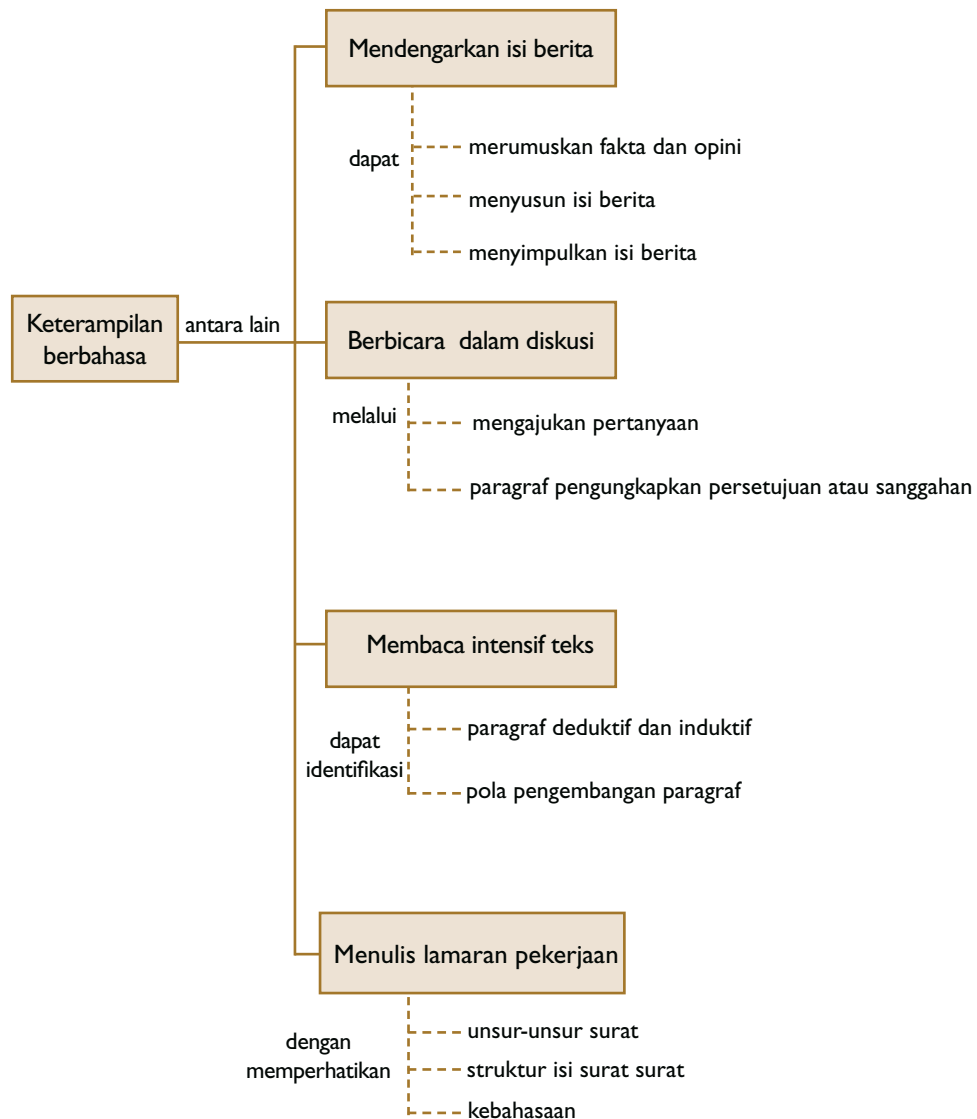 Mendengarkan isi berita
dapat
merumuskan fakta dan opini
menyusun isi berita
menyimpulkan isi berita
Keterampilan
berbahasa
antara lain
Berbicara dalam diskusi
melalui
mengajukan pertanyaan
paragraf pengungkapkan persetujuan atau sanggahan
Membaca intensif teks
dapat
identifikasi
paragraf deduktif dan induktif
pola pengembangan paragraf
Menulis lamaran pekerjaan
dengan
memperhatikan
unsur-unsur surat
struktur isi surat surat
kebahasaan